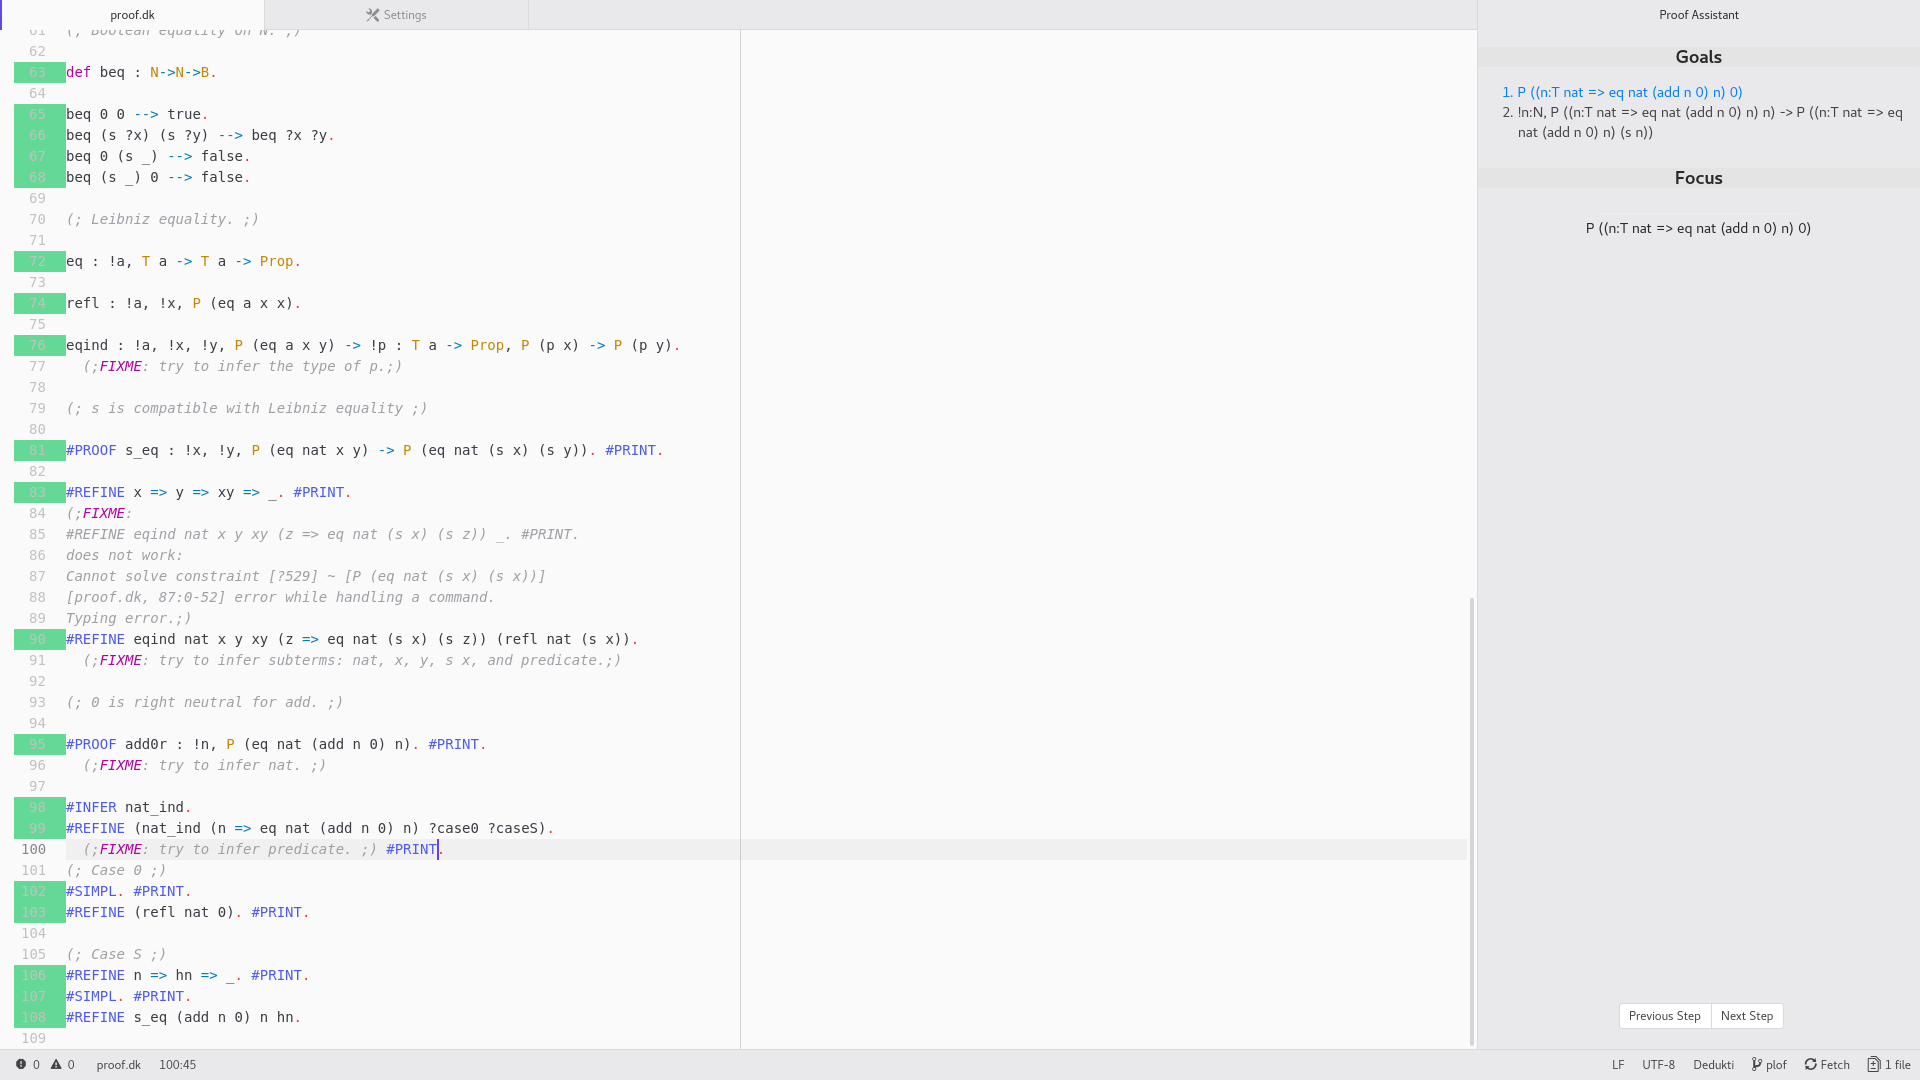 proof.dk
Settings
Proof Assistant
61 (; Boolean equality on N. ;)
62
63 def beq : N->N->B.
64
65 beq 0 0 --> true.
66 beq (s ?x) (s ?y) --> beq ?x ?y.
67 beq 0 (s _) --> false.
68 beq (s _) 0 --> false.
69
70 (; Leibniz equality. ;)
71
72 eq : !a, T a -> T a -> Prop.
73
74 refl : !a, !x, P (eq a x x).
75
76 eqind : !a, !x, !y, P (eq a x y) -> !p : T a -> Prop, P (p x) -> P (p y).
77 (;FIXME: try to infer the type of p.;)
78
79 (; s is compatible with Leibniz equality ;)
80
81 #PROOF s_eq : !x, !y, P (eq nat x y) -> P (eq nat (s x) (s y)). #PRINT.
82
83 #REFINE x => y => xy => _. #PRINT.
84 (;FIXME:
85 #REFINE eqind nat x y xy (z => eq nat (s x) (s z)) _. #PRINT.
86 does not work:
87 Cannot solve constraint [?529] ~ [P (eq nat (s x) (s x))]
88 [proof.dk, 87:0-52] error while handling a command.
89 Typing error.;)
90 #REFINE eqind nat x y xy (z => eq nat (s x) (s z)) (refl nat (s x)).
91 (;FIXME: try to infer subterms: nat, x, y, s x, and predicate.;)
92
93 (; 0 is right neutral for add. ;)
94
95 #PROOF add0r : !n, P (eq nat (add n 0) n). #PRINT.
96 (;FIXME: try to infer nat. ;)
97
98 #INFER nat_ind.
99 #REFINE (nat_ind (n => eq nat (add n 0) n) ?case0 ?caseS).
100 (;FIXME: try to infer predicate. ;) #PRINT.
101 (; Case 0 ;)
102 #SIMPL. #PRINT.
103 #REFINE (refl nat 0). #PRINT.
104
105 (; Case S ;)
106 #REFINE n => hn => _. #PRINT.
107 #SIMPL. #PRINT.
108 #REFINE s_eq (add n 0) n hn.
109
Goals
1. P ((n:T nat => eq nat (add n 0) n) 0)
2. !n:N, P ((n:T nat => eq nat (add n 0) n) n) -> P ((n:T nat => eq
nat (add n 0) n) (s n))
Focus
P ((n:T nat => eq nat (add n 0) n) 0)
Previous Step
Next Step
0 0 proof.dk 100:45
LF UTF-8 Dedukti plof Fetch 1 file